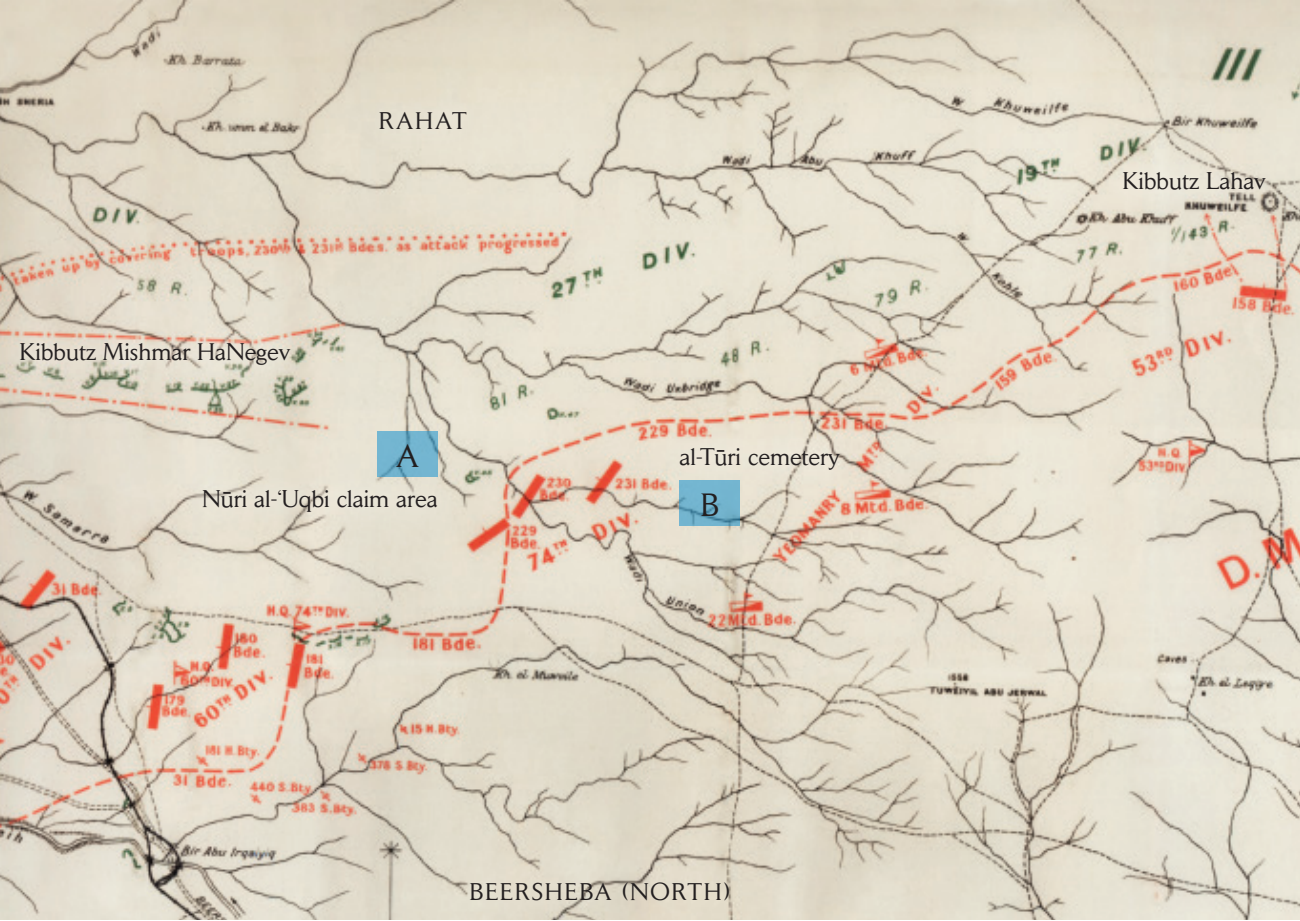 Wadi
Kh. Barrata
SHERIA
Kh. umm el Bakr
RAHAT
W. Khuweilfe
Bir Khuweilfe
Wadi Abu Khuff
19TH DIV.
Kibbutz Lahav
TELL
KHUWEILFE
Kh. Abu Khuff
1/143 R.
77 R.
DIV.
taken up by covering troops, 230th & 231st Bdes. as attack progressed
58 R.
27TH DIV.
79 R.
W. Kohle
160 Bde.
158 Bde.
Kibbutz Mishmar HaNegev
48 R.
6 Mtd. Bde.
53RD DIV.
159 Bde.
81 R.
Wadi Uxbridge
MTD DIV.
229 Bde.
231 Bde.
A
al-Tūri cemetery
H.Q.
53RD DIV.
Nūri al-‘Uqbi claim area
230
Bde.
231 Bde.
B
8 Mtd. Bde.
YEOMANRY
W. Samarra
229
Bde.
74TH DIV.
D.M
31 Bde.
Wadi Union
22 Mtd. Bde.
H.Q. 74TH DIV.
DIV.
180
Bde.
181
Bde.
181 Bde.
H.Q.
60TH DIV.
60TH DIV.
179
Bde.
Kh. el Muweile
1558
TUWEIYIL ABU JERWAL
Caves
Kh. el Leqiye
15 H. Bty.
181 H. Bty.
378 S. Bty.
31 Bde.
440 S. Bty.
383 S. Bty.
Bir Abu Irqaiyiq
BEERSHEBA (NORTH)